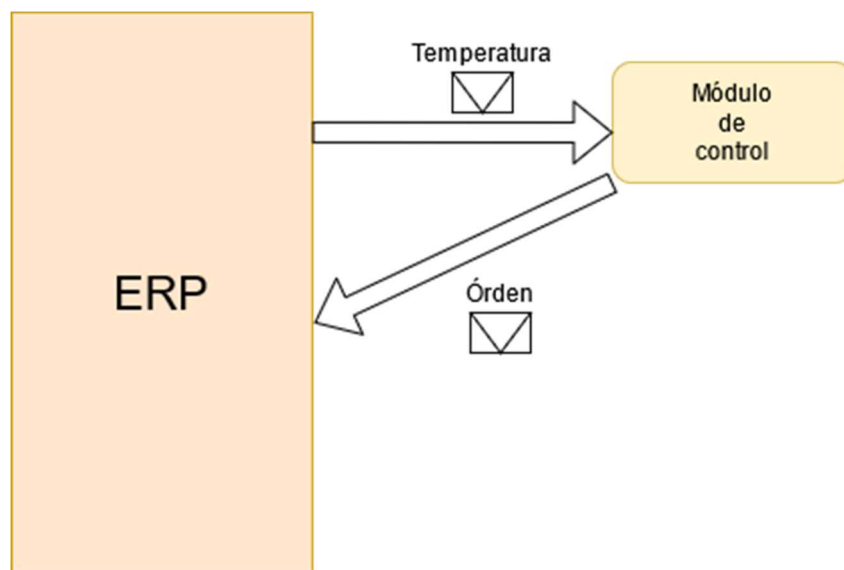 Temperatura
Módulo
de
control
ERP
Órden